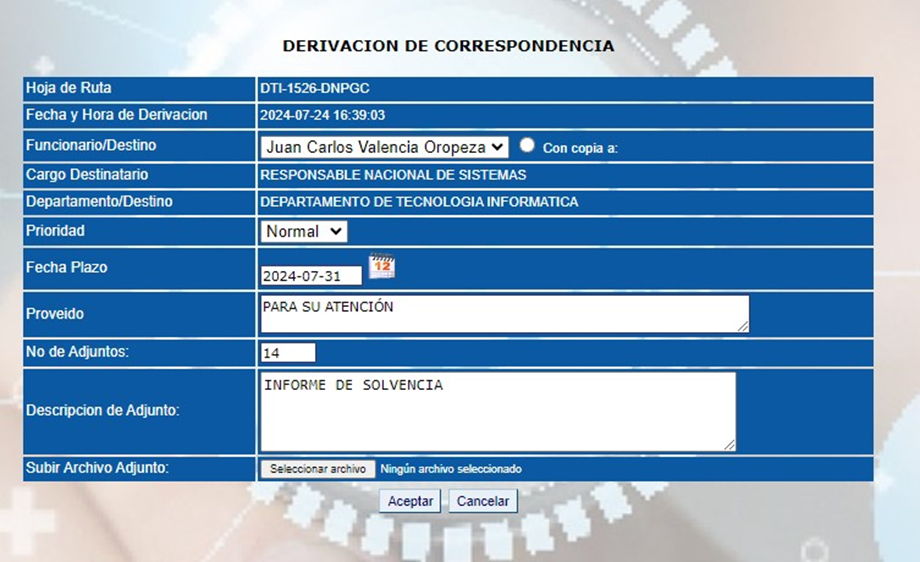 DERIVACION DE CORRESPONDENCIA
Hoja de Ruta DTI-1526-DNPGC
Fecha y Hora de Derivacion 2024-07-24 16:39:03
Funcionario/Destino Juan Carlos Valencia Oropeza Con copia a:
Cargo Destinatario RESPONSABLE NACIONAL DE SISTEMAS
Departamento/Destino DEPARTAMENTO DE TECNOLOGIA INFORMATICA
Prioridad Normal
Fecha Plazo 2024-07-31 12
Proveido PARA SU ATENCIÓN
No de Adjuntos: 14
Descripcion de Adjunto: INFORME DE SOLVENCIA
Subir Archivo Adjunto: Seleccionar archivo Ningún archivo seleccionado
Aceptar Cancelar